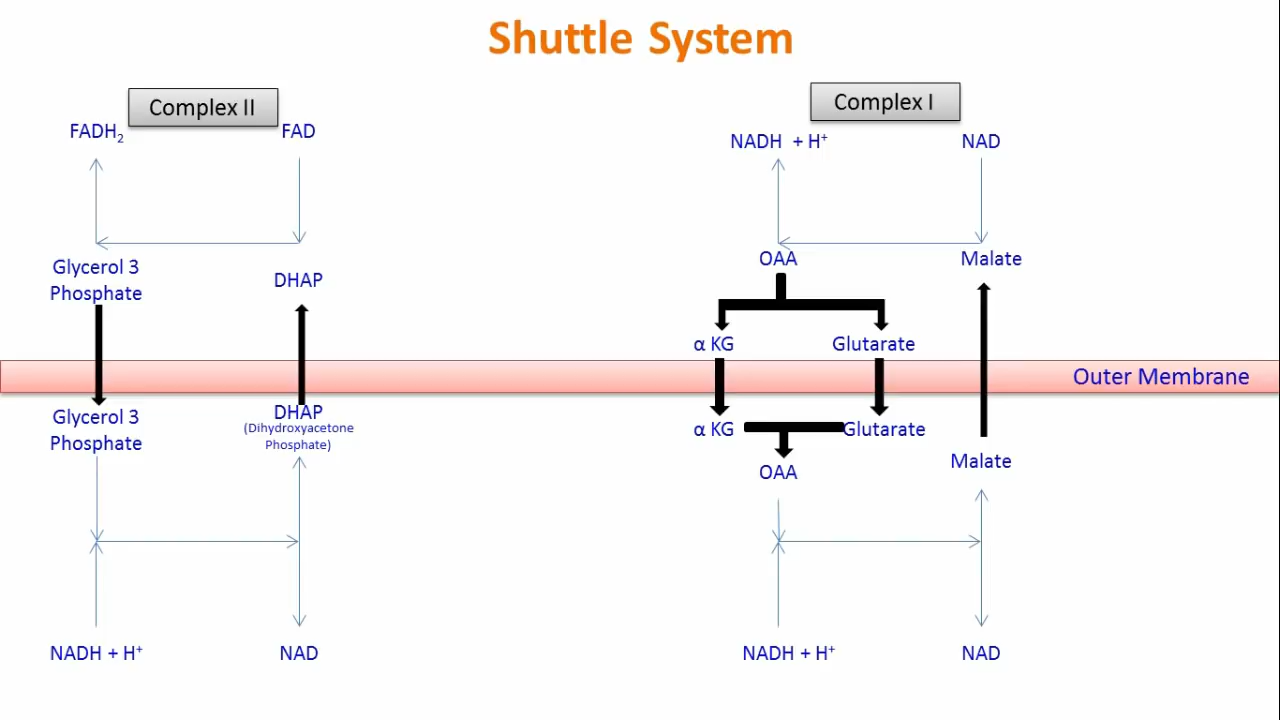 Shuttle System
Complex II
FADH₂
FAD
Glycerol 3
Phosphate
DHAP
Glycerol 3
Phosphate
DHAP
(Dihydroxyacetone
Phosphate)
NADH + H⁺
NAD
Complex I
NADH + H⁺
NAD
OAA
Malate
α KG
Glutarate
Outer Membrane
α KG
Glutarate
OAA
Malate
NADH + H⁺
NAD